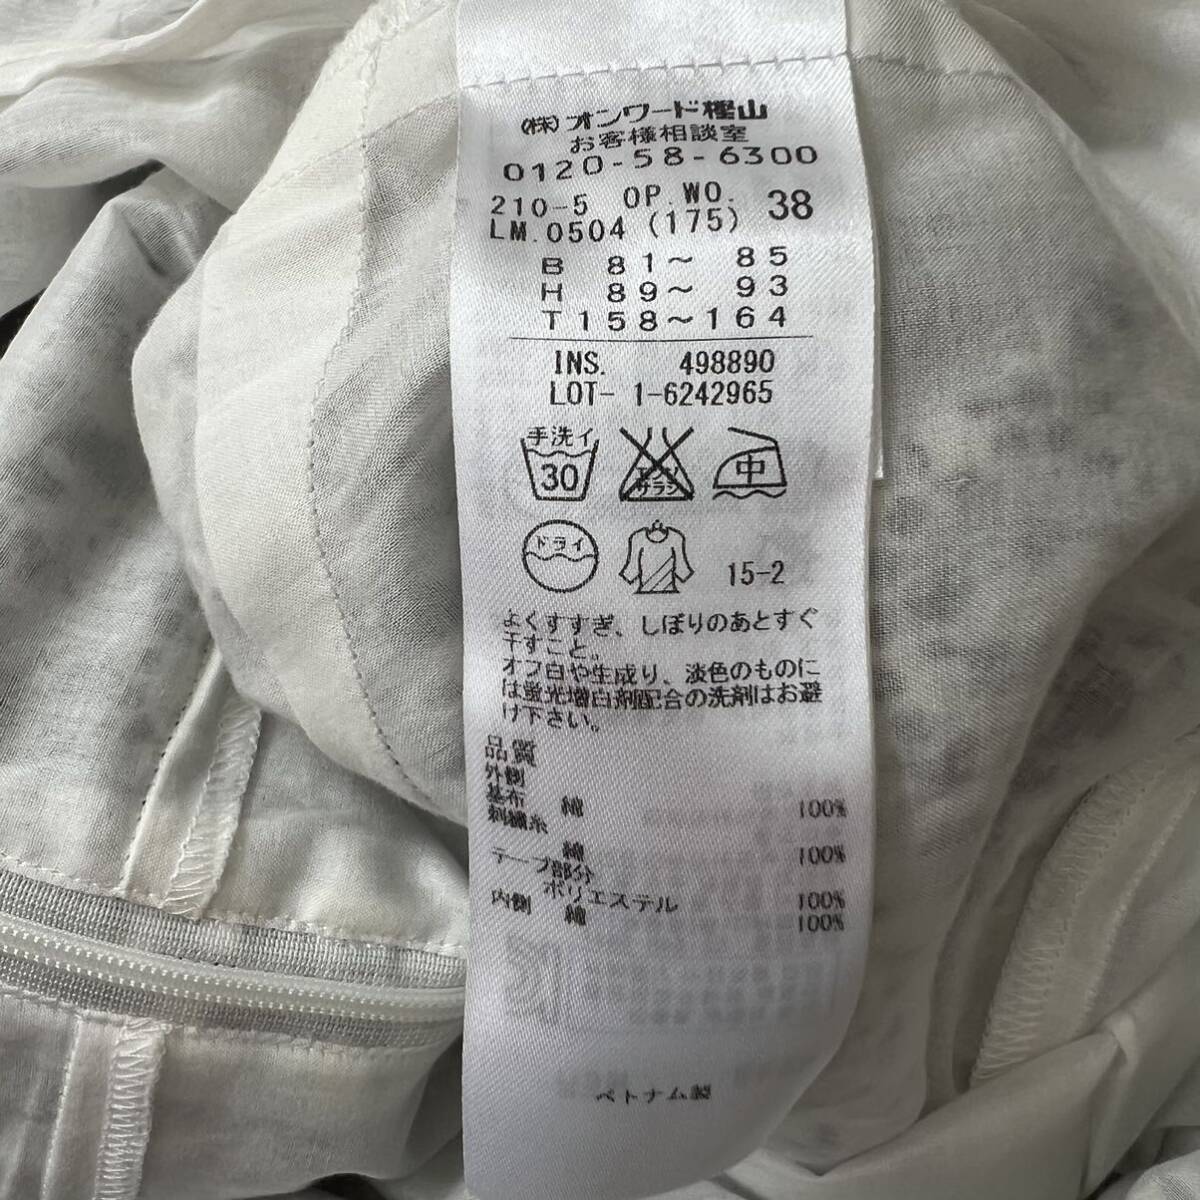 (株)オンワード樫山
お客様相談室
0120-58-6300
210-5 OP.WO. 38
LM.0504 (175)
B 81～ 85
H 89～ 93
T158～164
INS. 498890
LOT- 1-6242965
手洗イ
30
エンソ
サラシ
中
ドライ
15-2
よくすすぎ、しぼりのあとすぐ
干すこと。
オフ白や生成り、淡色のものに
は蛍光増白剤配合の洗剤はお避
け下さい。
品質
外側
基布 綿 100%
刺繍糸
綿 100%
テープ部分
ポリエステル 100%
内側 綿 100%
ベトナム製